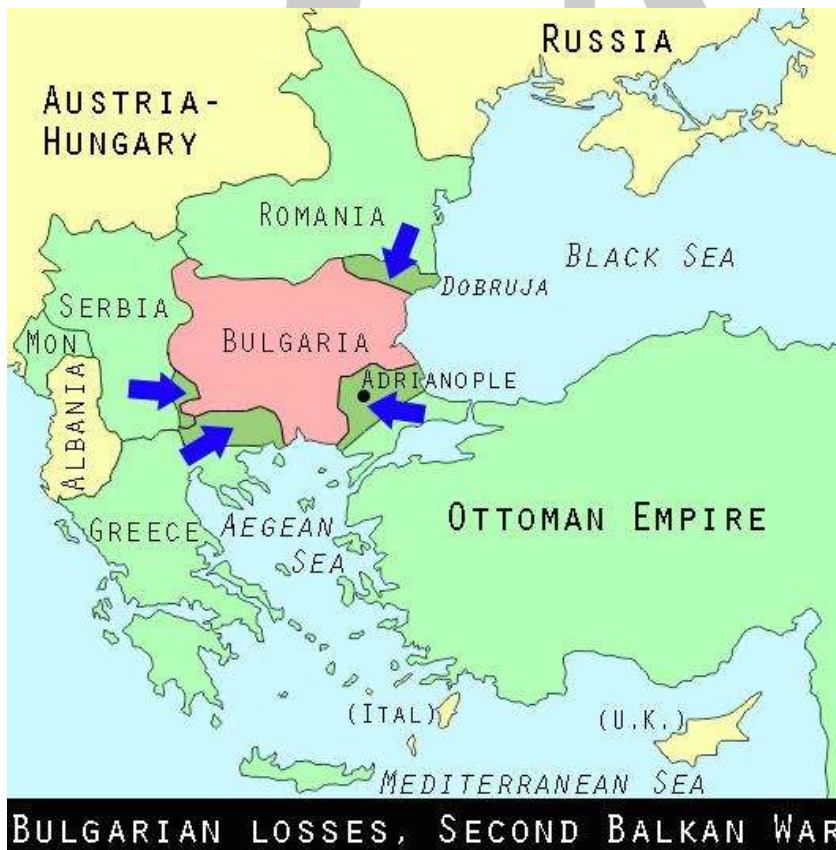 RUSSIA
AUSTRIA-
HUNGARY
ROMANIA
BLACK SEA
DOBRUJA
SERBIA
MON
BULGARIA
ADRIANOPLE
ALBANIA
OTTOMAN EMPIRE
GREECE
AEGEAN
SEA
(ITAL)
(U.K.)
MEDITERRANEAN SEA
BULGARIAN LOSSES, SECOND BALKAN WAR